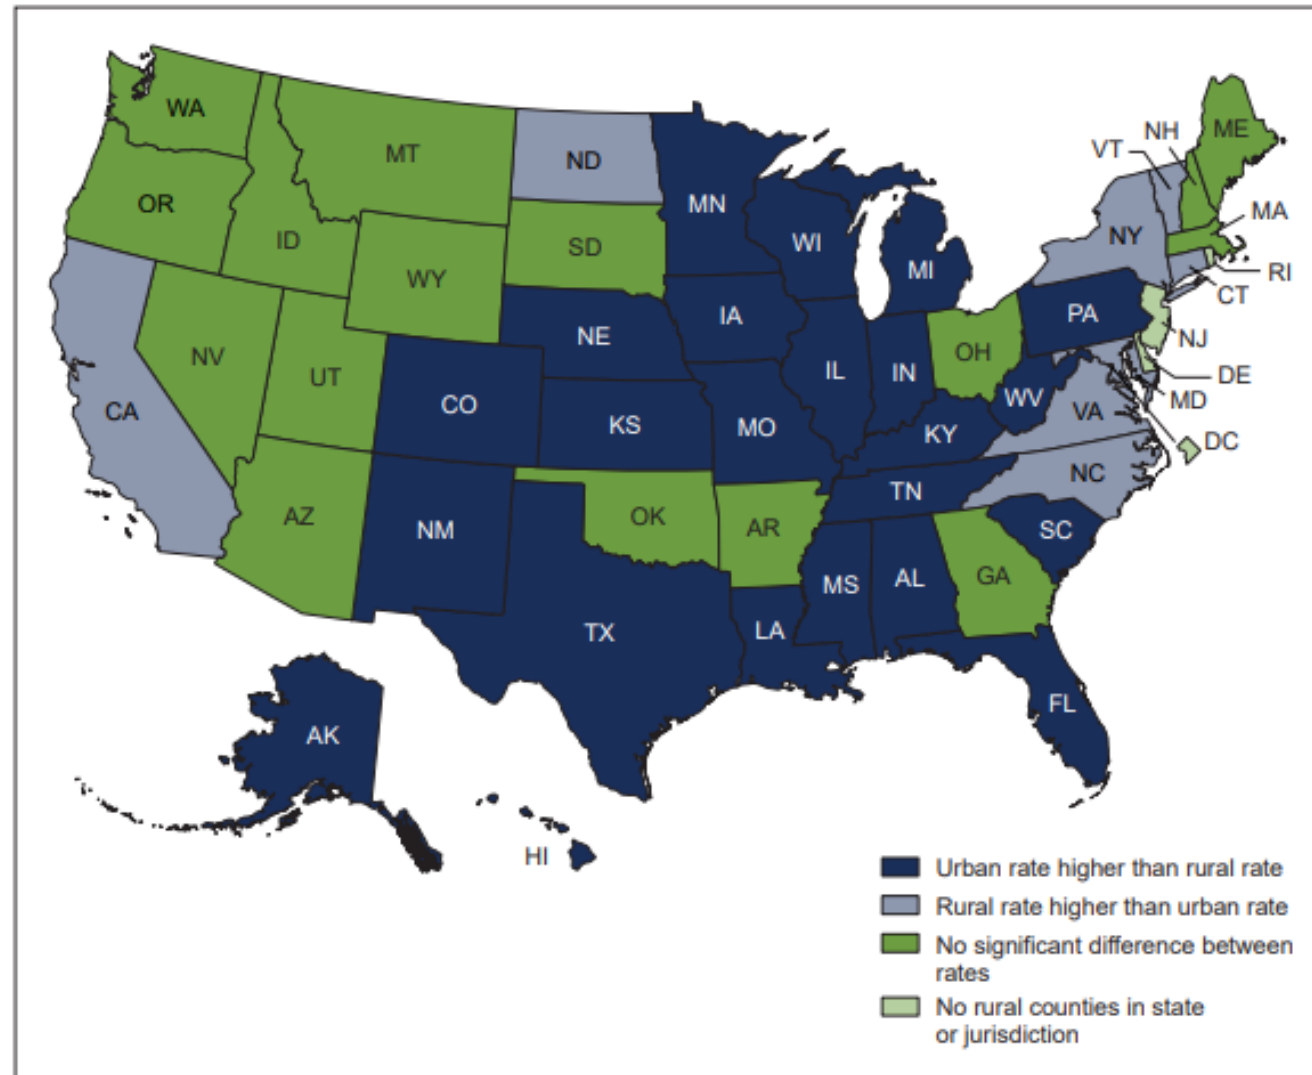 WA
MT
ND
MN
OR
ID
WY
SD
WI
MI
NH
VT
ME
NY
MA
RI
CT
NV
UT
CO
NE
IA
IL
IN
OH
PA
NJ
DE
MD
DC
CA
KS
MO
KY
WV
VA
AZ
NM
OK
AR
TN
NC
SC
TX
LA
MS
AL
GA
FL
AK
HI
Urban rate higher than rural rate
Rural rate higher than urban rate
No significant difference between
rates
No rural counties in state
or jurisdiction